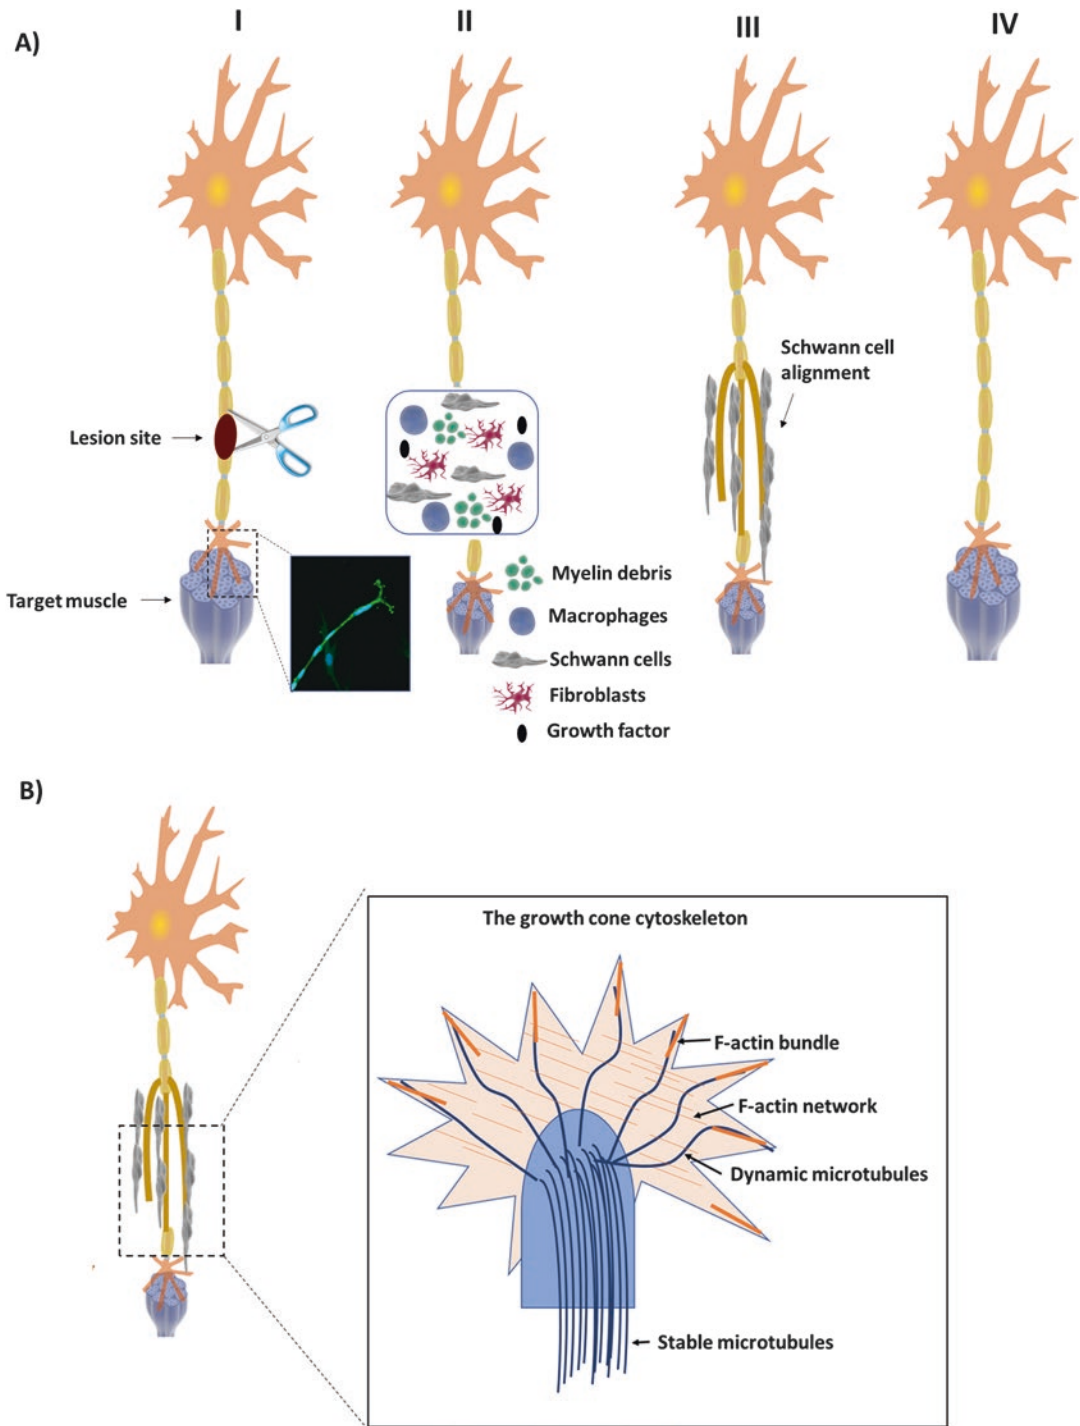 A)
I
II
III
IV
Schwann cell
alignment
Lesion site
Target muscle
Myelin debris
Macrophages
Schwann cells
Fibroblasts
Growth factor
B)
The growth cone cytoskeleton
F-actin bundle
F-actin network
Dynamic microtubules
Stable microtubules